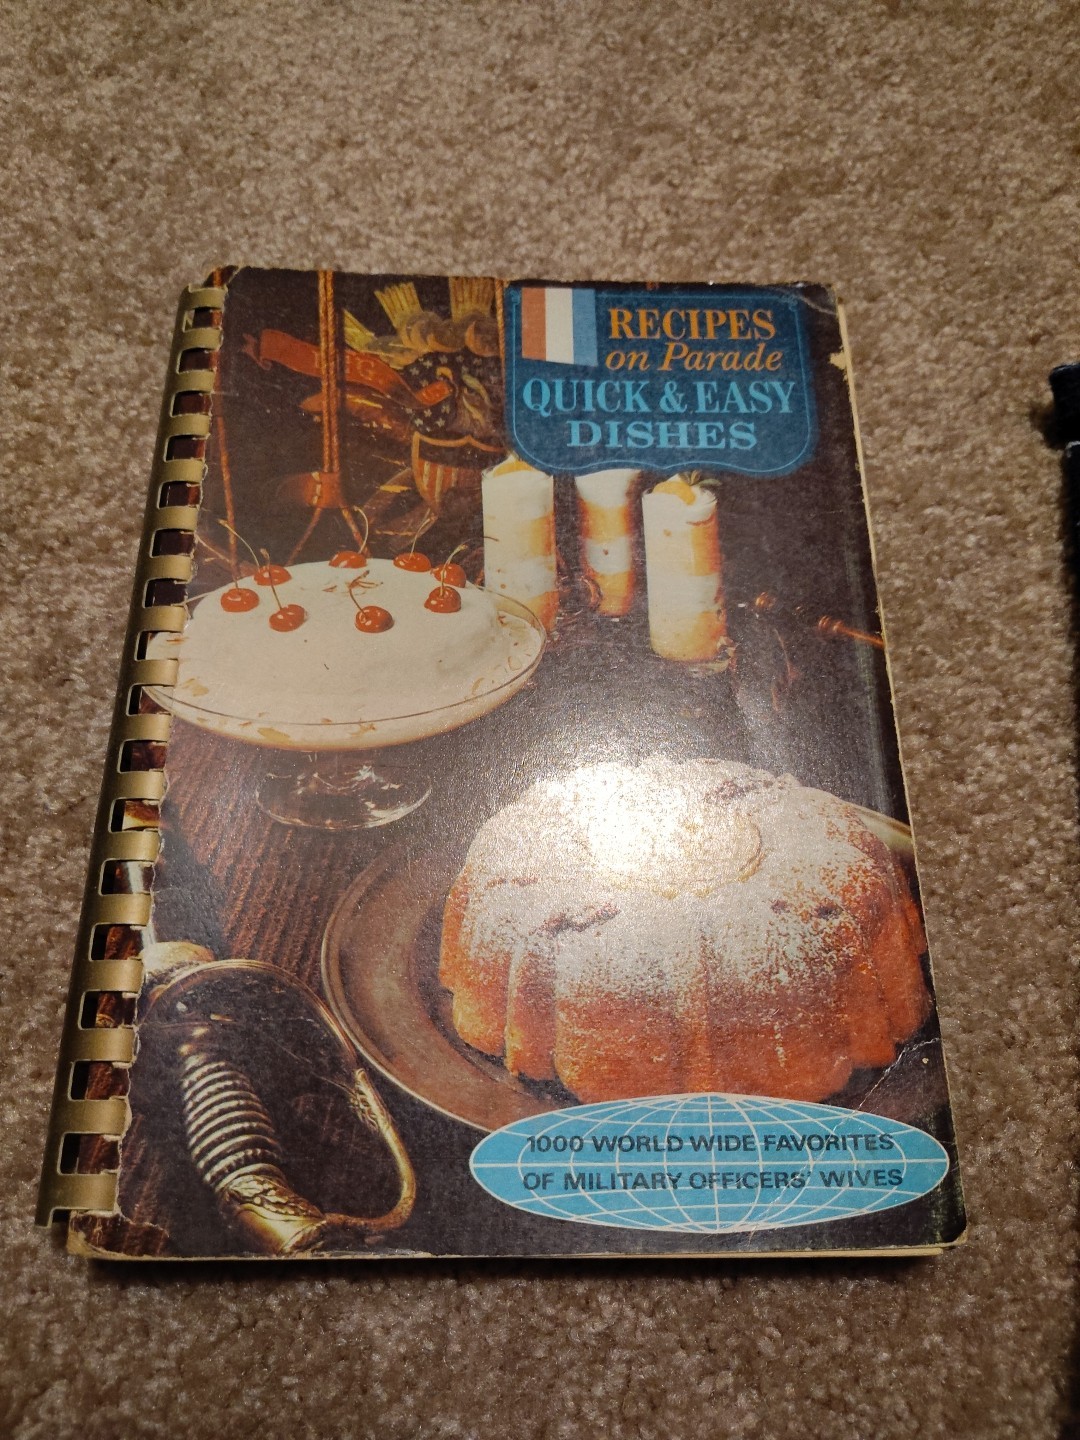 RECIPES
on Parade
QUICK & EASY
DISHES
1000 WORLD WIDE FAVORITES
OF MILITARY OFFICERS' WIVES